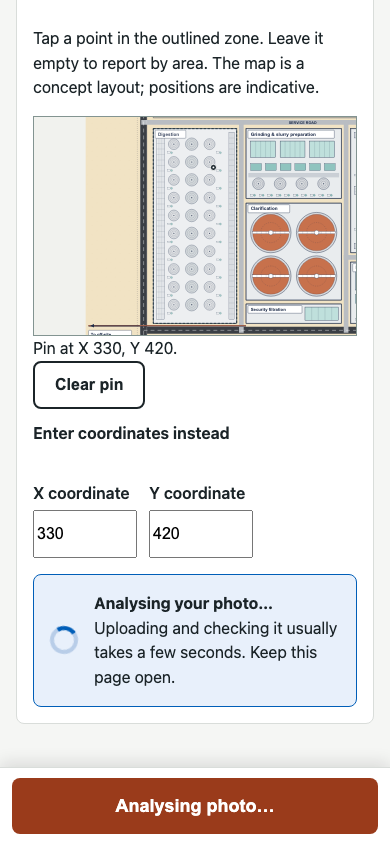 Tap a point in the outlined zone. Leave it
empty to report by area. The map is a
concept layout; positions are indicative.
SERVICE ROAD
Digestion
Grinding & slurry preparation
Clarification
Security filtration
Pin at X 330, Y 420.
Clear pin
Enter coordinates instead
X coordinate Y coordinate
330 420
Analysing your photo...
Uploading and checking it usually
takes a few seconds. Keep this
page open.
Analysing photo...